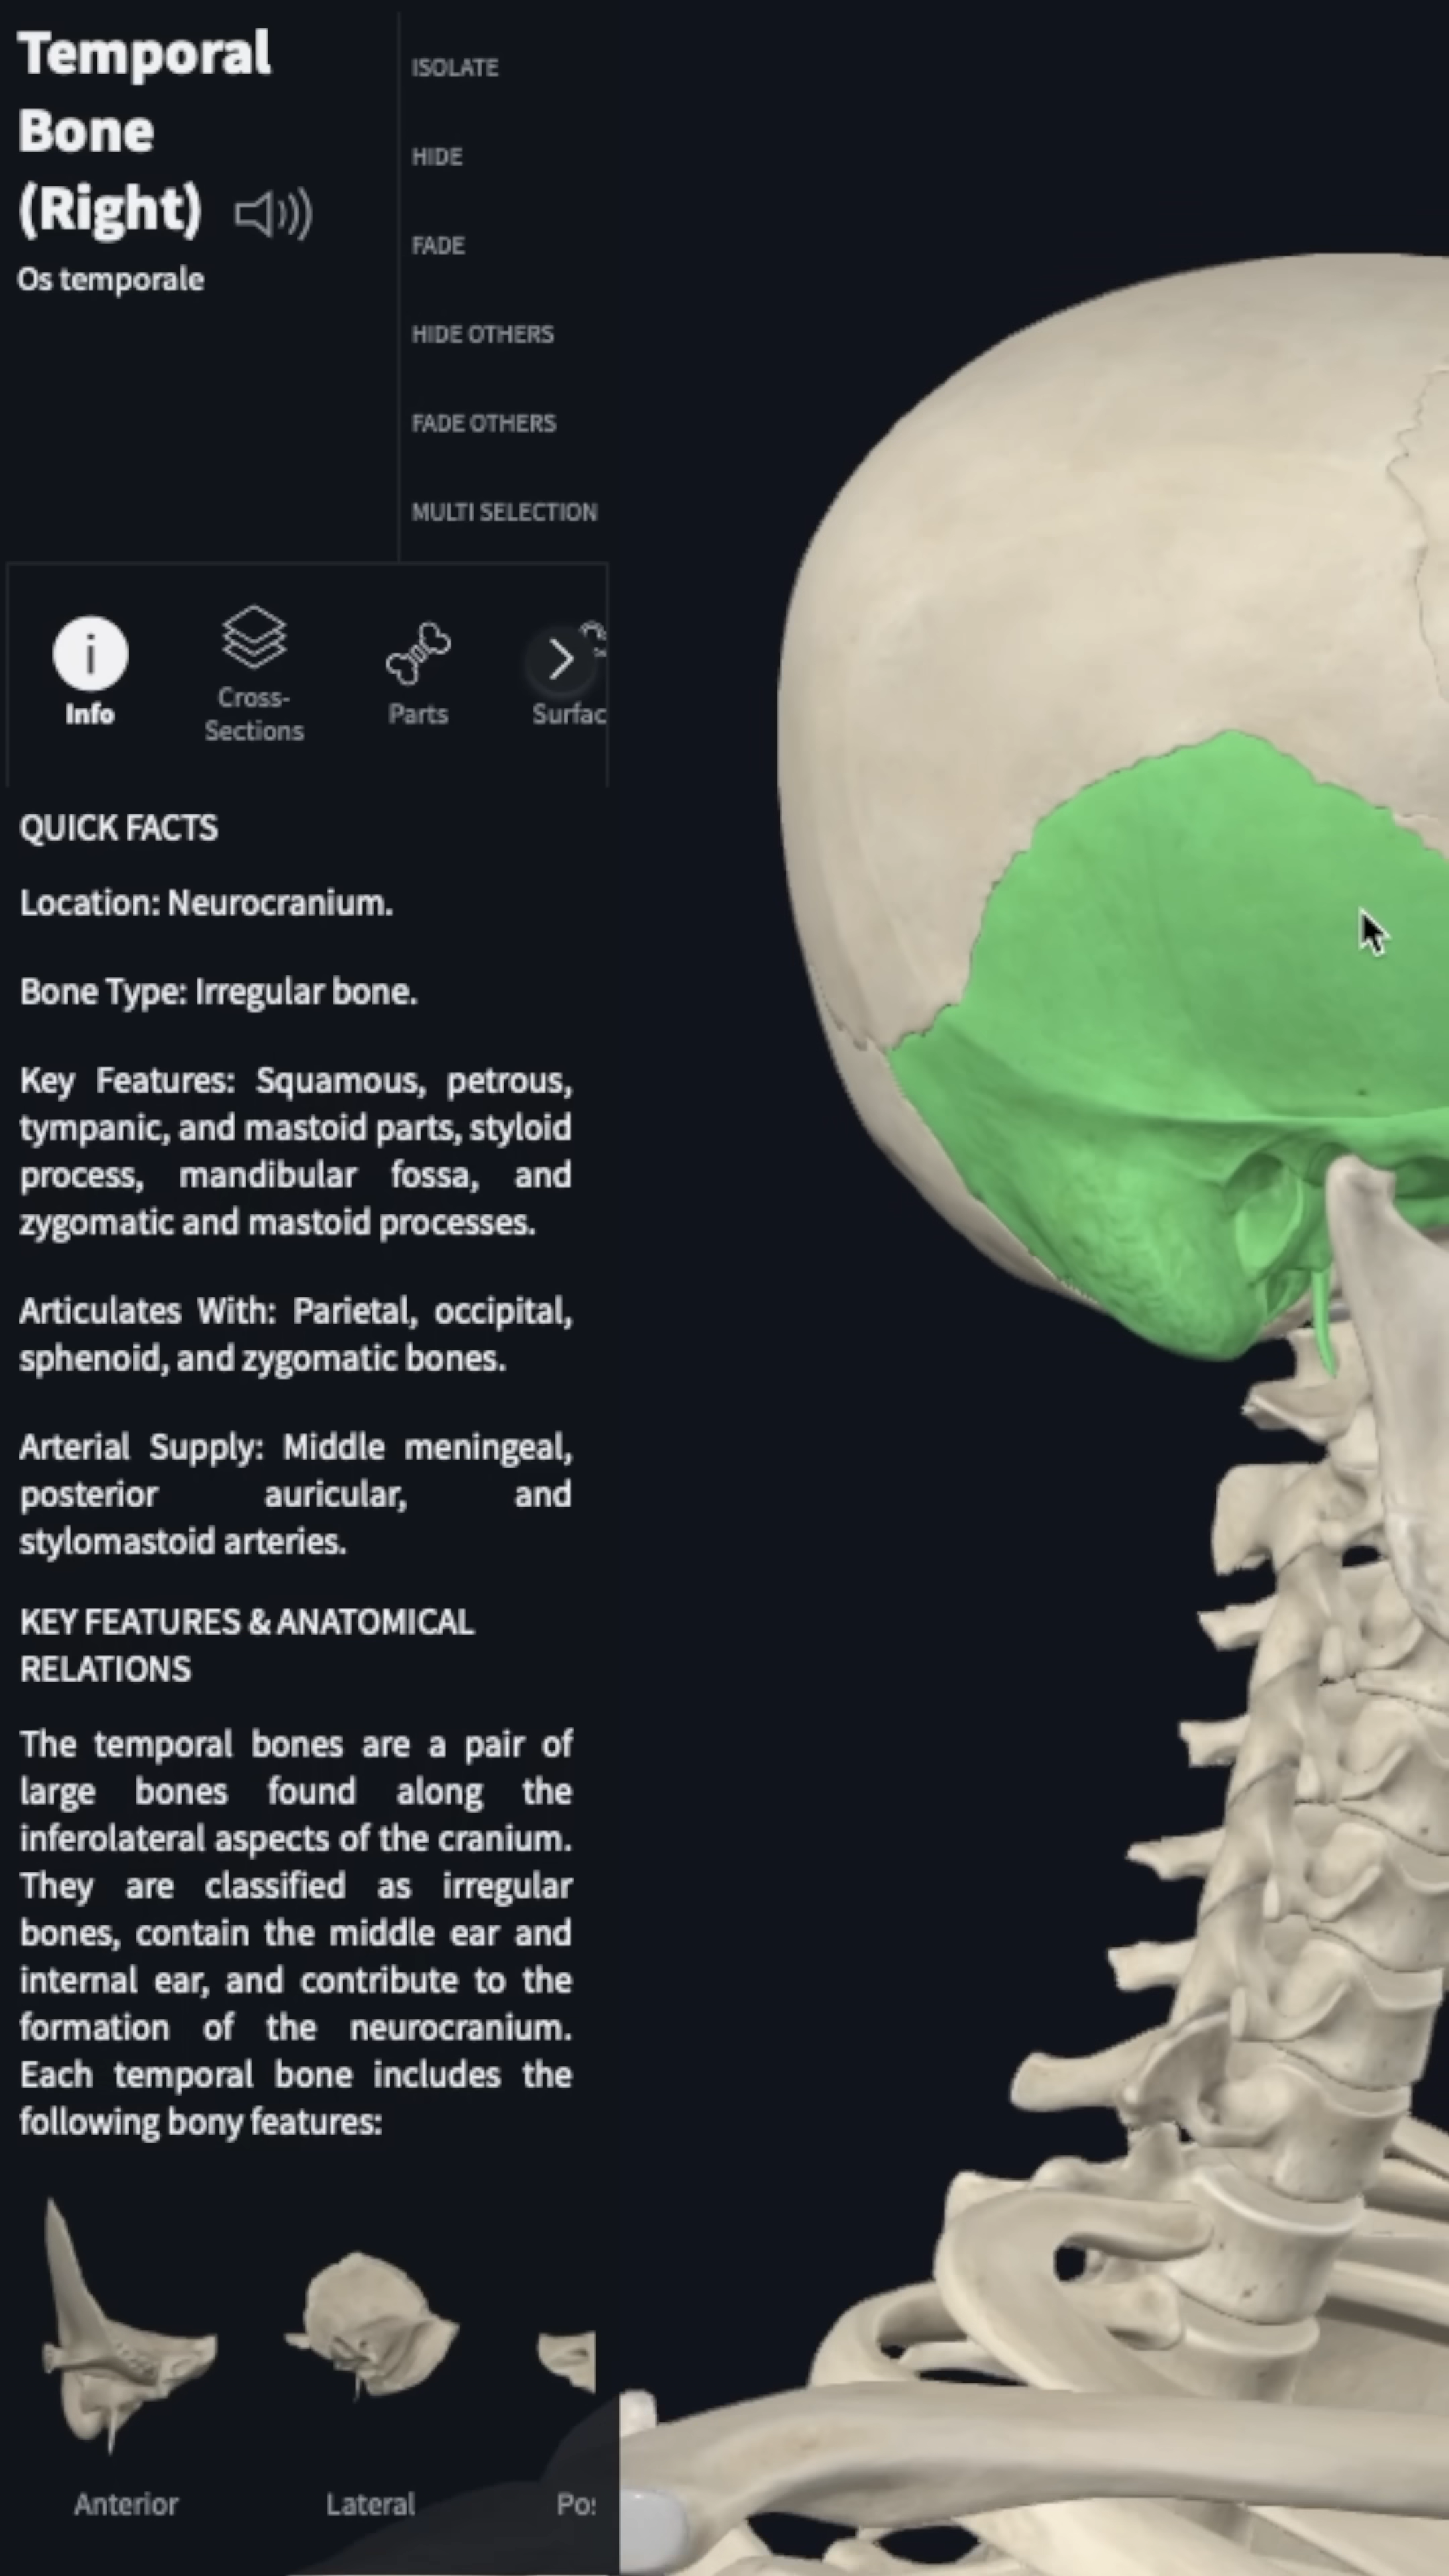 Temporal
Bone
(Right)
Os temporale
ISOLATE
HIDE
FADE
HIDE OTHERS
FADE OTHERS
MULTI SELECTION
i
Info
Cross-
Sections
Parts
Surfac
QUICK FACTS
Location: Neurocranium.
Bone Type: Irregular bone.
Key Features: Squamous, petrous,
tympanic, and mastoid parts, styloid
process, mandibular fossa, and
zygomatic and mastoid processes.
Articulates With: Parietal, occipital,
sphenoid, and zygomatic bones.
Arterial Supply: Middle meningeal,
posterior auricular, and
stylomastoid arteries.
KEY FEATURES & ANATOMICAL
RELATIONS
The temporal bones are a pair of
large bones found along the
inferolateral aspects of the cranium.
They are classified as irregular
bones, contain the middle ear and
internal ear, and contribute to the
formation of the neurocranium.
Each temporal bone includes the
following bony features:
Anterior
Lateral
Pos